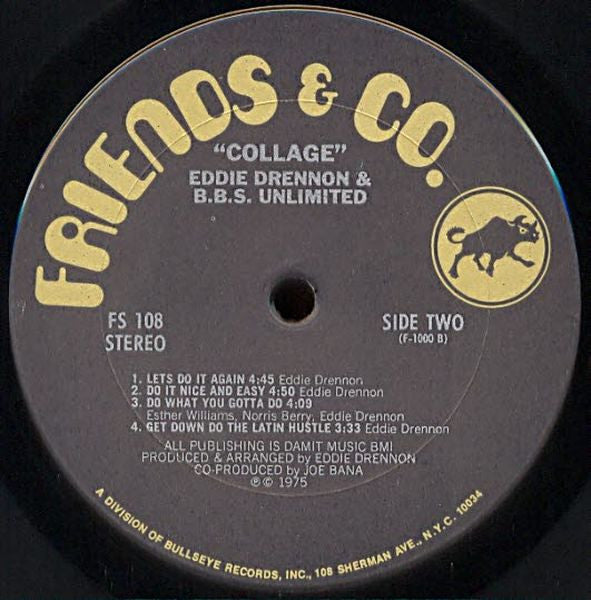 FRIENDS & CO.
"COLLAGE"
EDDIE DRENNON &
B.B.S. UNLIMITED
FS 108
STEREO
SIDE TWO
(F-1000 B)
1. LETS DO IT AGAIN 4:45 Eddie Drennon
2. DO IT NICE AND EASY 4:50 Eddie Drennon
3. DO WHAT YOU GOTTA DO 4:09
Esther Williams, Norris Berry, Eddie Drennon
4. GET DOWN DO THE LATIN HUSTLE 3:33 Eddie Drennon
ALL PUBLISHING IS DAMIT MUSIC BMI
PRODUCED & ARRANGED by EDDIE DRENNON
CO-PRODUCED by JOE BANA
℗ © 1975
A DIVISION OF BULLSEYE RECORDS, INC., 108 SHERMAN AVE., N.Y.C. 10034